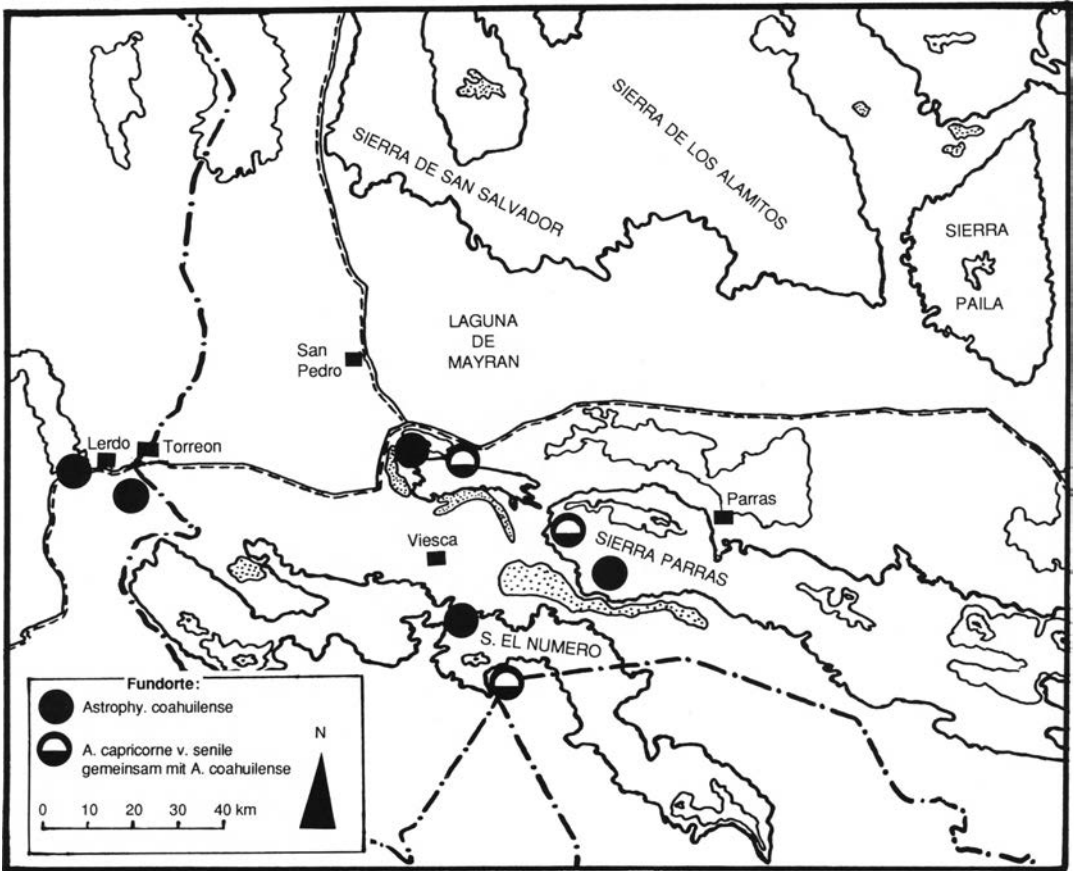 SIERRA DE SAN SALVADOR
SIERRA DE LOS ALAMITOS
SIERRA
PAILA
LAGUNA
DE
MAYRAN
San
Pedro
Lerdo
Torreon
Parras
Viesca
SIERRA PARRAS
S. EL NUMERO
Fundorte:
Astrophy. coahuilense
A. capricorne v. senile
gemeinsam mit A. coahuilense
N
0 10 20 30 40 km